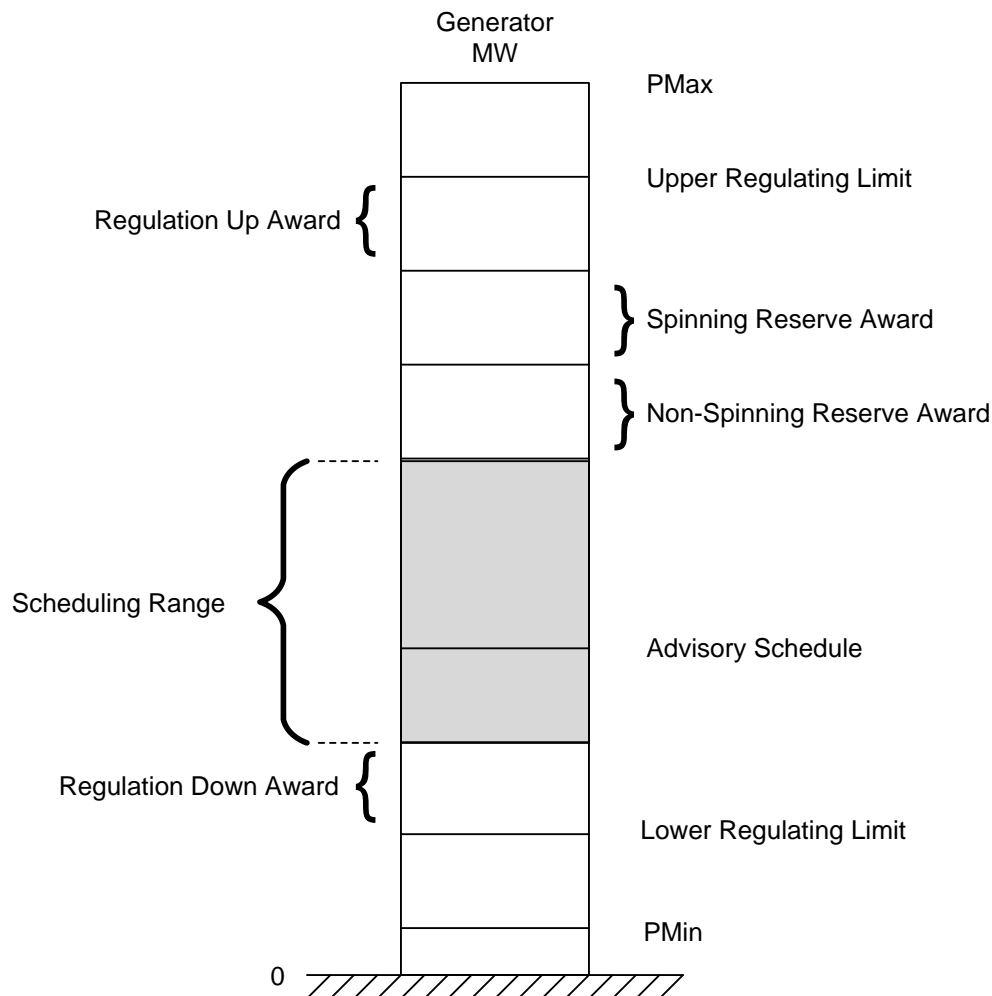 Generator
MW
PMax
Upper Regulating Limit
Regulation Up Award
Spinning Reserve Award
Non-Spinning Reserve Award
Scheduling Range
Advisory Schedule
Regulation Down Award
Lower Regulating Limit
PMin
0